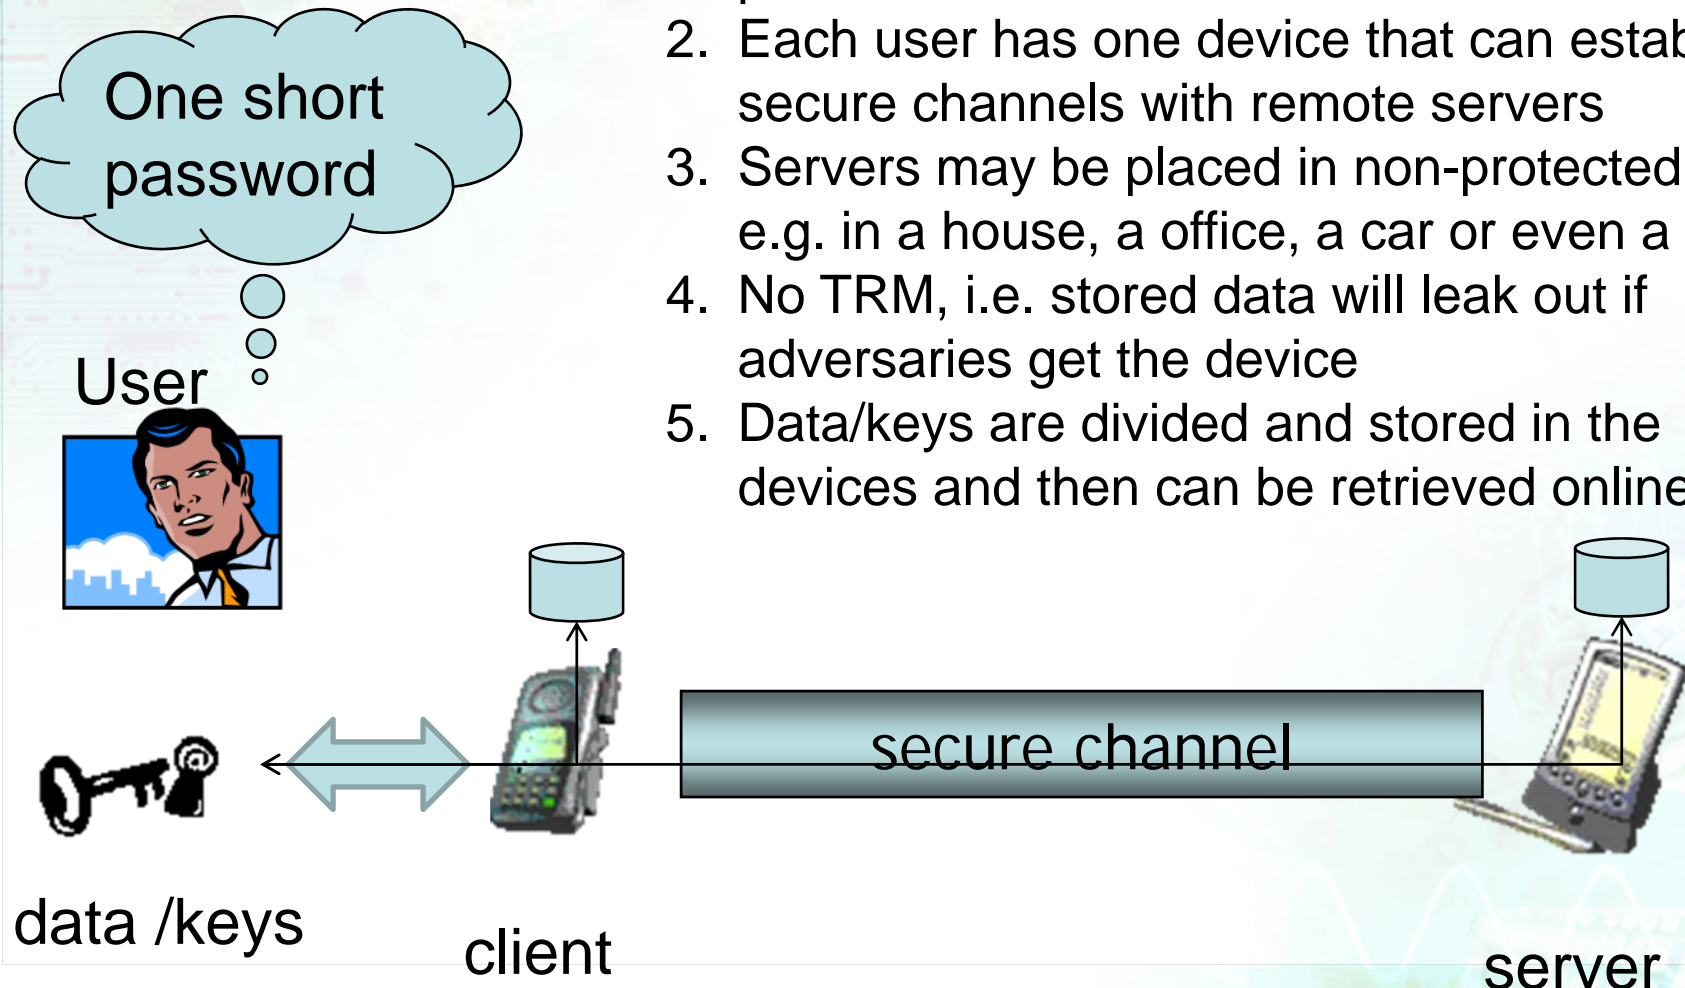 One short
password
2. Each user has one device that can
secure channels with remote servers
3. Servers may be placed in non-protected
e.g. in a house, a office, a car or even a
4. No TRM, i.e. stored data will leak out if
adversaries get the device
5. Data/keys are divided and stored in the
devices and then can be retrieved online
User
secure channel
data /keys
client
server